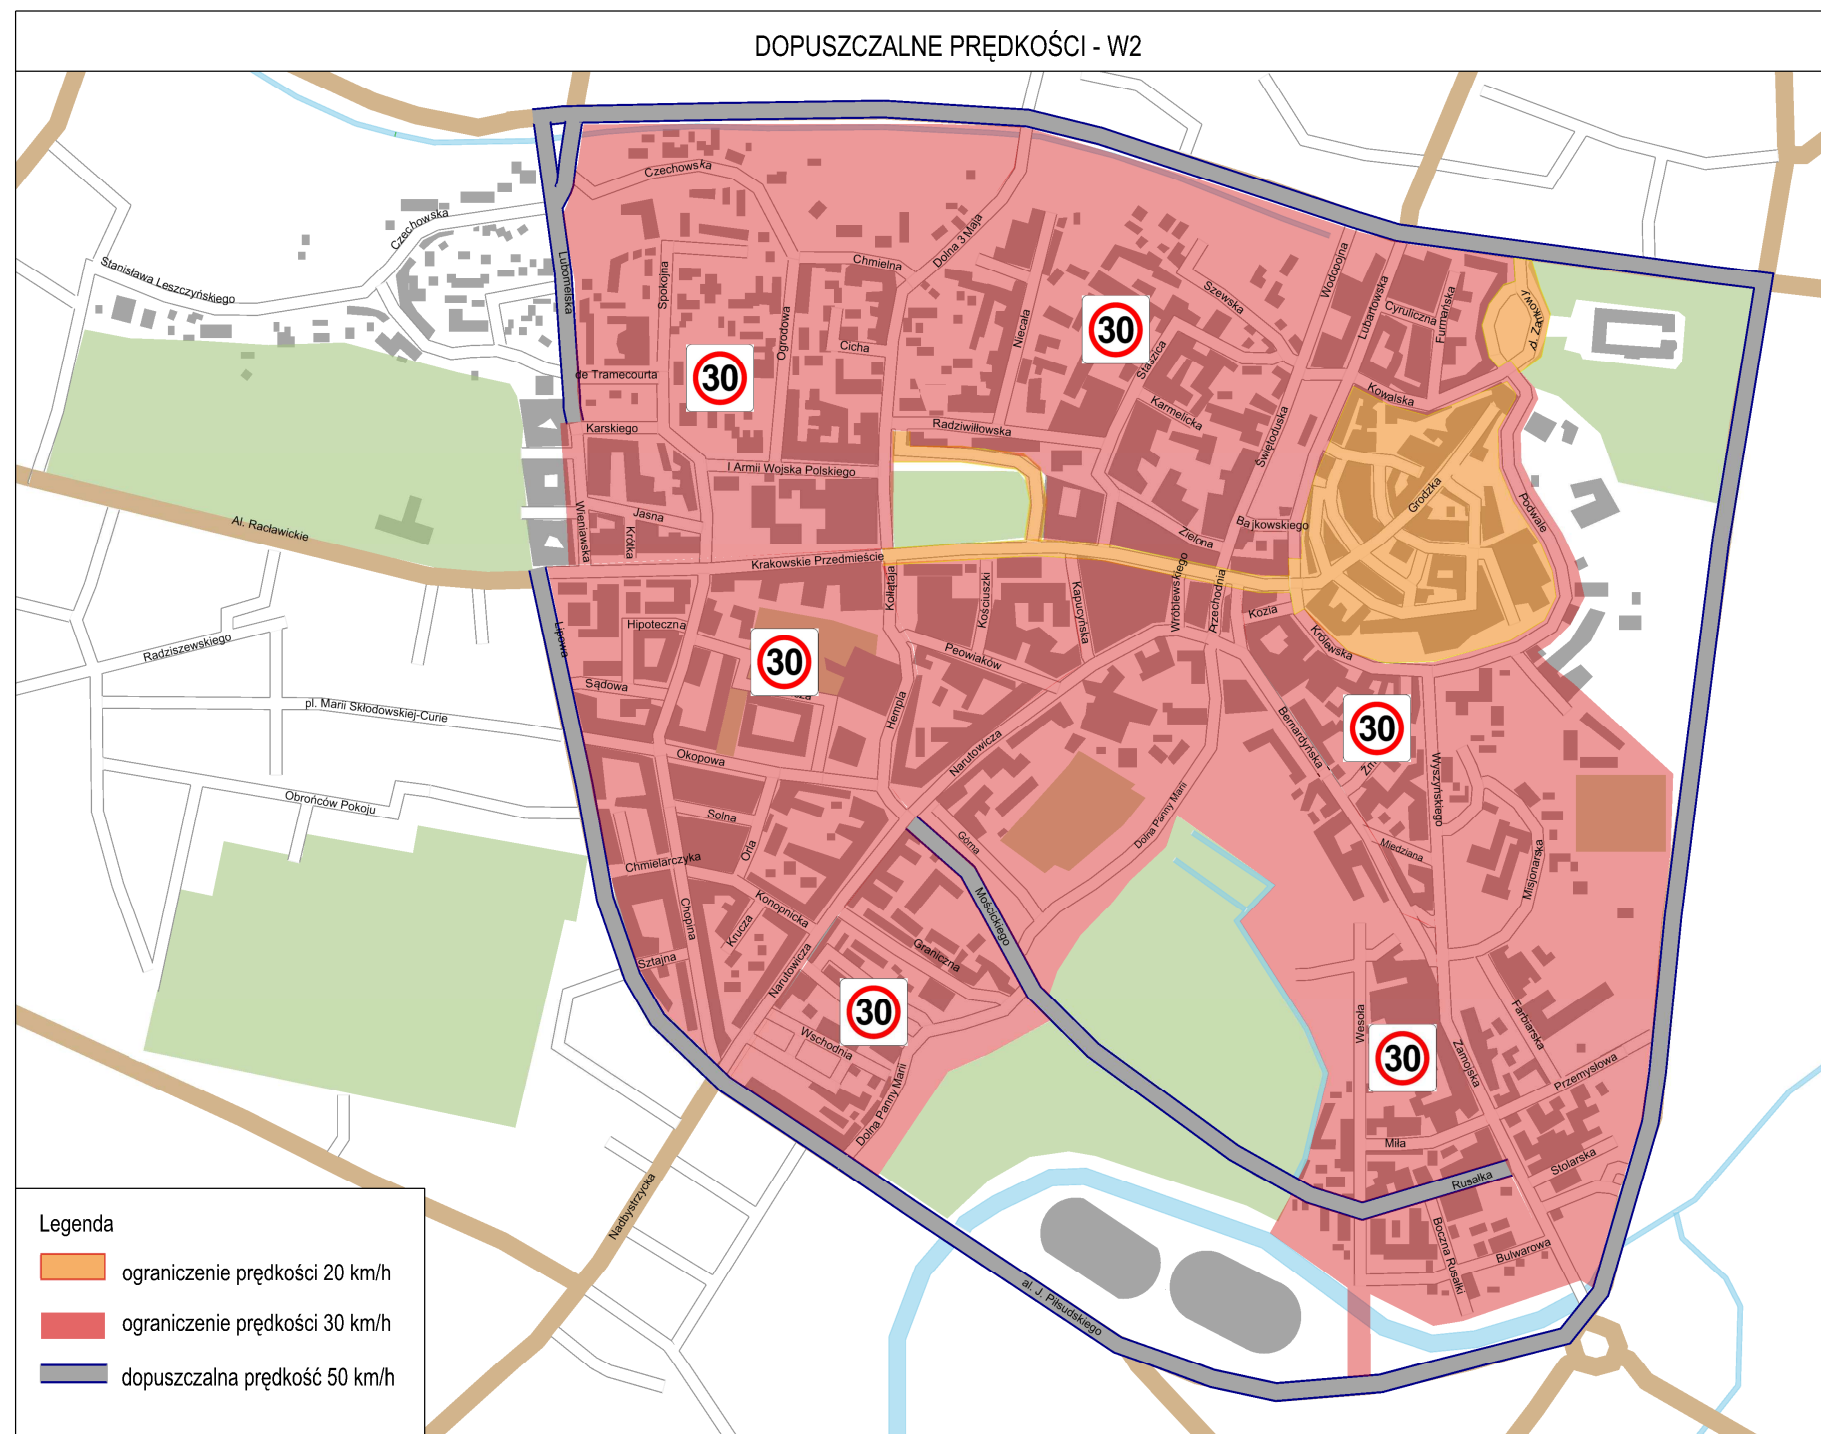 DOPUSZCZALNE PRĘDKOŚCI - W2
Czechowska
Czechowska
Stanisława Leszczyńskiego
Lubomelska
Spokojna
Ogrodowa
Chmielna
Dolna 3 Maja
Niecała
Szewska
Wodopojna
Lubartowska
Cyruliczna
Furmańska
pl. Zamkowy
Cicha
30
30
Staszica
de Tramecourta
Karmelicka
Kowalska
Karskiego
Radziwiłłowska
Świętoduska
I Armii Wojska Polskiego
Grodzka
Podwale
Jasna
Krótka
Wieniawska
Zielona
Bajkowskiego
Al. Racławickie
Krakowskie Przedmieście
Kołłątaja
Kościuszki
Kapucyńska
Wróblewskiego
Przechodnia
Kozia
Królewska
Lipowa
Hipoteczna
Radziszewskiego
Peowiaków
30
Sądowa
pl. Marii Skłodowskiej-Curie
Hempla
Narutowicza
Bernardyńska
30
Wyszyńskiego
Okopowa
Obrońców Pokoju
Solna
Orla
Górna
Dolna Panny Marii
Miedziana
Misjonarska
Chmielarczyka
Chopina
Konopnicka
Krucza
Mościckiego
Graniczna
Sztajna
Narutowicza
30
Wschodnia
Wesoła
30
Zamojska
Farbiarska
Przemysłowa
Dolna Panny Marii
Miła
Stolarska
Rusałka
Nadbystrzycka
Boczna Rusałki
Bulwarowa
al. J. Piłsudskiego
Legenda
ograniczenie prędkości 20 km/h
ograniczenie prędkości 30 km/h
dopuszczalna prędkość 50 km/h